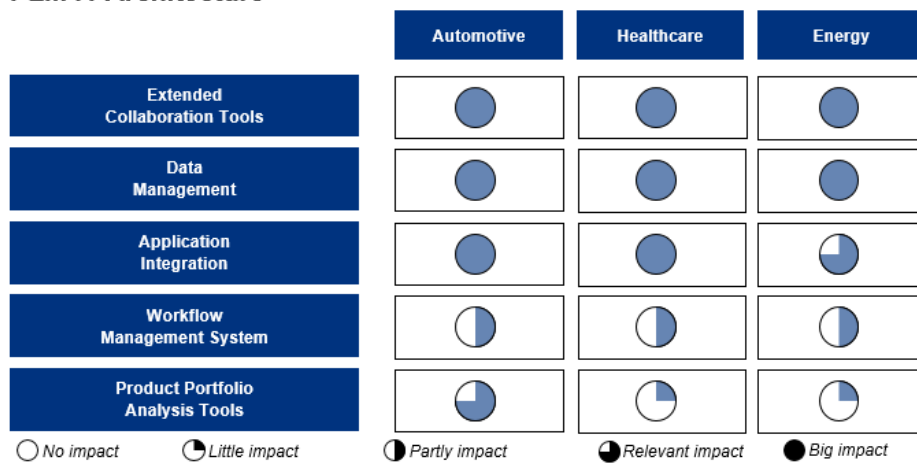 Automotive Healthcare Energy
Extended
Collaboration Tools
Data
Management
Application
Integration
Workflow
Management System
Product Portfolio
Analysis Tools
No impact Little impact Partly impact Relevant impact Big impact